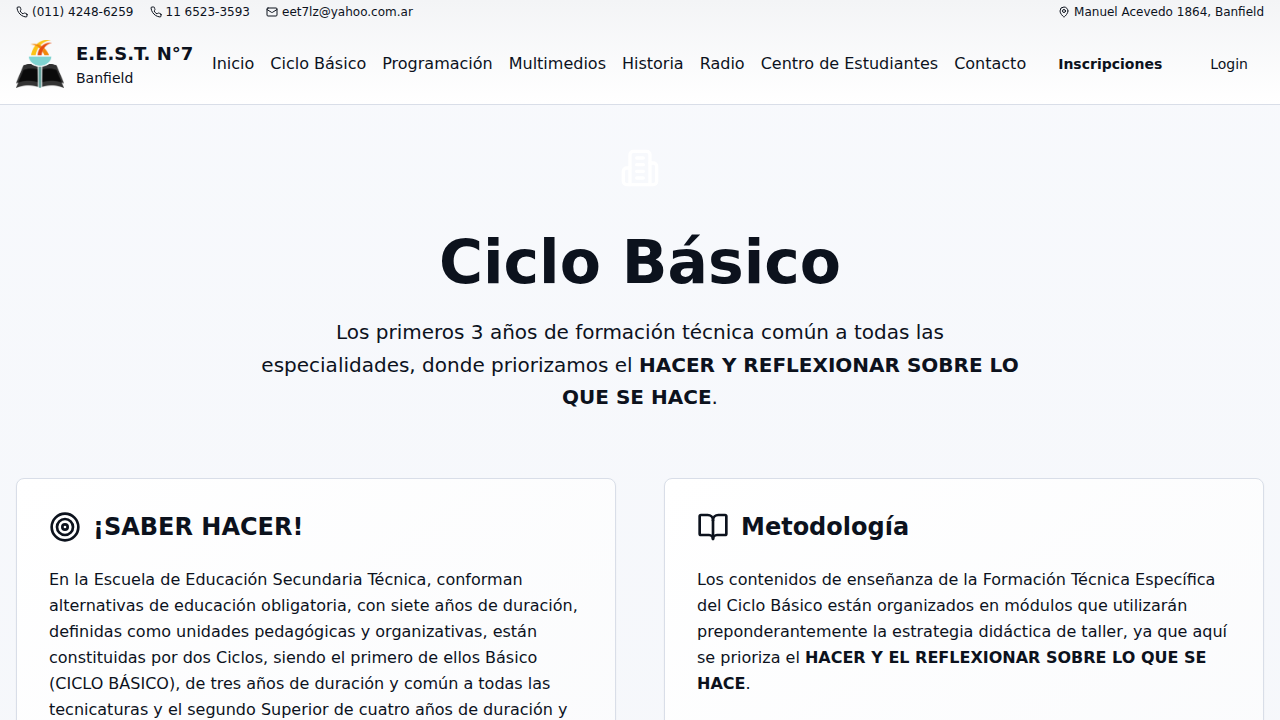 (011) 4248-6259 11 6523-3593 eet7lz@yahoo.com.ar Manuel Acevedo 1864, Banfield
E.E.S.T. N°7
Banfield
Inicio Ciclo Básico Programación Multimedios Historia Radio Centro de Estudiantes Contacto Inscripciones Login
Ciclo Básico
Los primeros 3 años de formación técnica común a todas las
especialidades, donde priorizamos el HACER Y REFLEXIONAR SOBRE LO
QUE SE HACE.
¡SABER HACER!
En la Escuela de Educación Secundaria Técnica, conforman
alternativas de educación obligatoria, con siete años de duración,
definidas como unidades pedagógicas y organizativas, están
constituidas por dos Ciclos, siendo el primero de ellos Básico
(CICLO BÁSICO), de tres años de duración y común a todas las
tecnicaturas y el segundo Superior de cuatro años de duración y
Metodología
Los contenidos de enseñanza de la Formación Técnica Específica
del Ciclo Básico están organizados en módulos que utilizarán
preponderantemente la estrategia didáctica de taller, ya que aquí
se prioriza el HACER Y EL REFLEXIONAR SOBRE LO QUE SE
HACE.